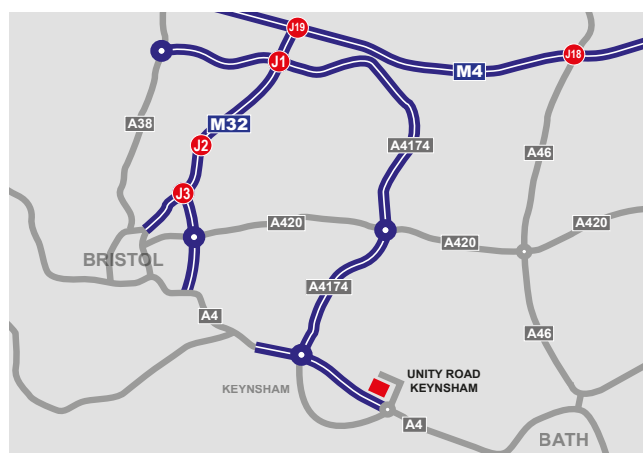 J19
J18
J1
M4
A38
M32
J2
A4174
A46
J3
A420
A420
A420
BRISTOL
A4174
A4
A46
UNITY ROAD
KEYNSHAM
KEYNSHAM
A4
BATH